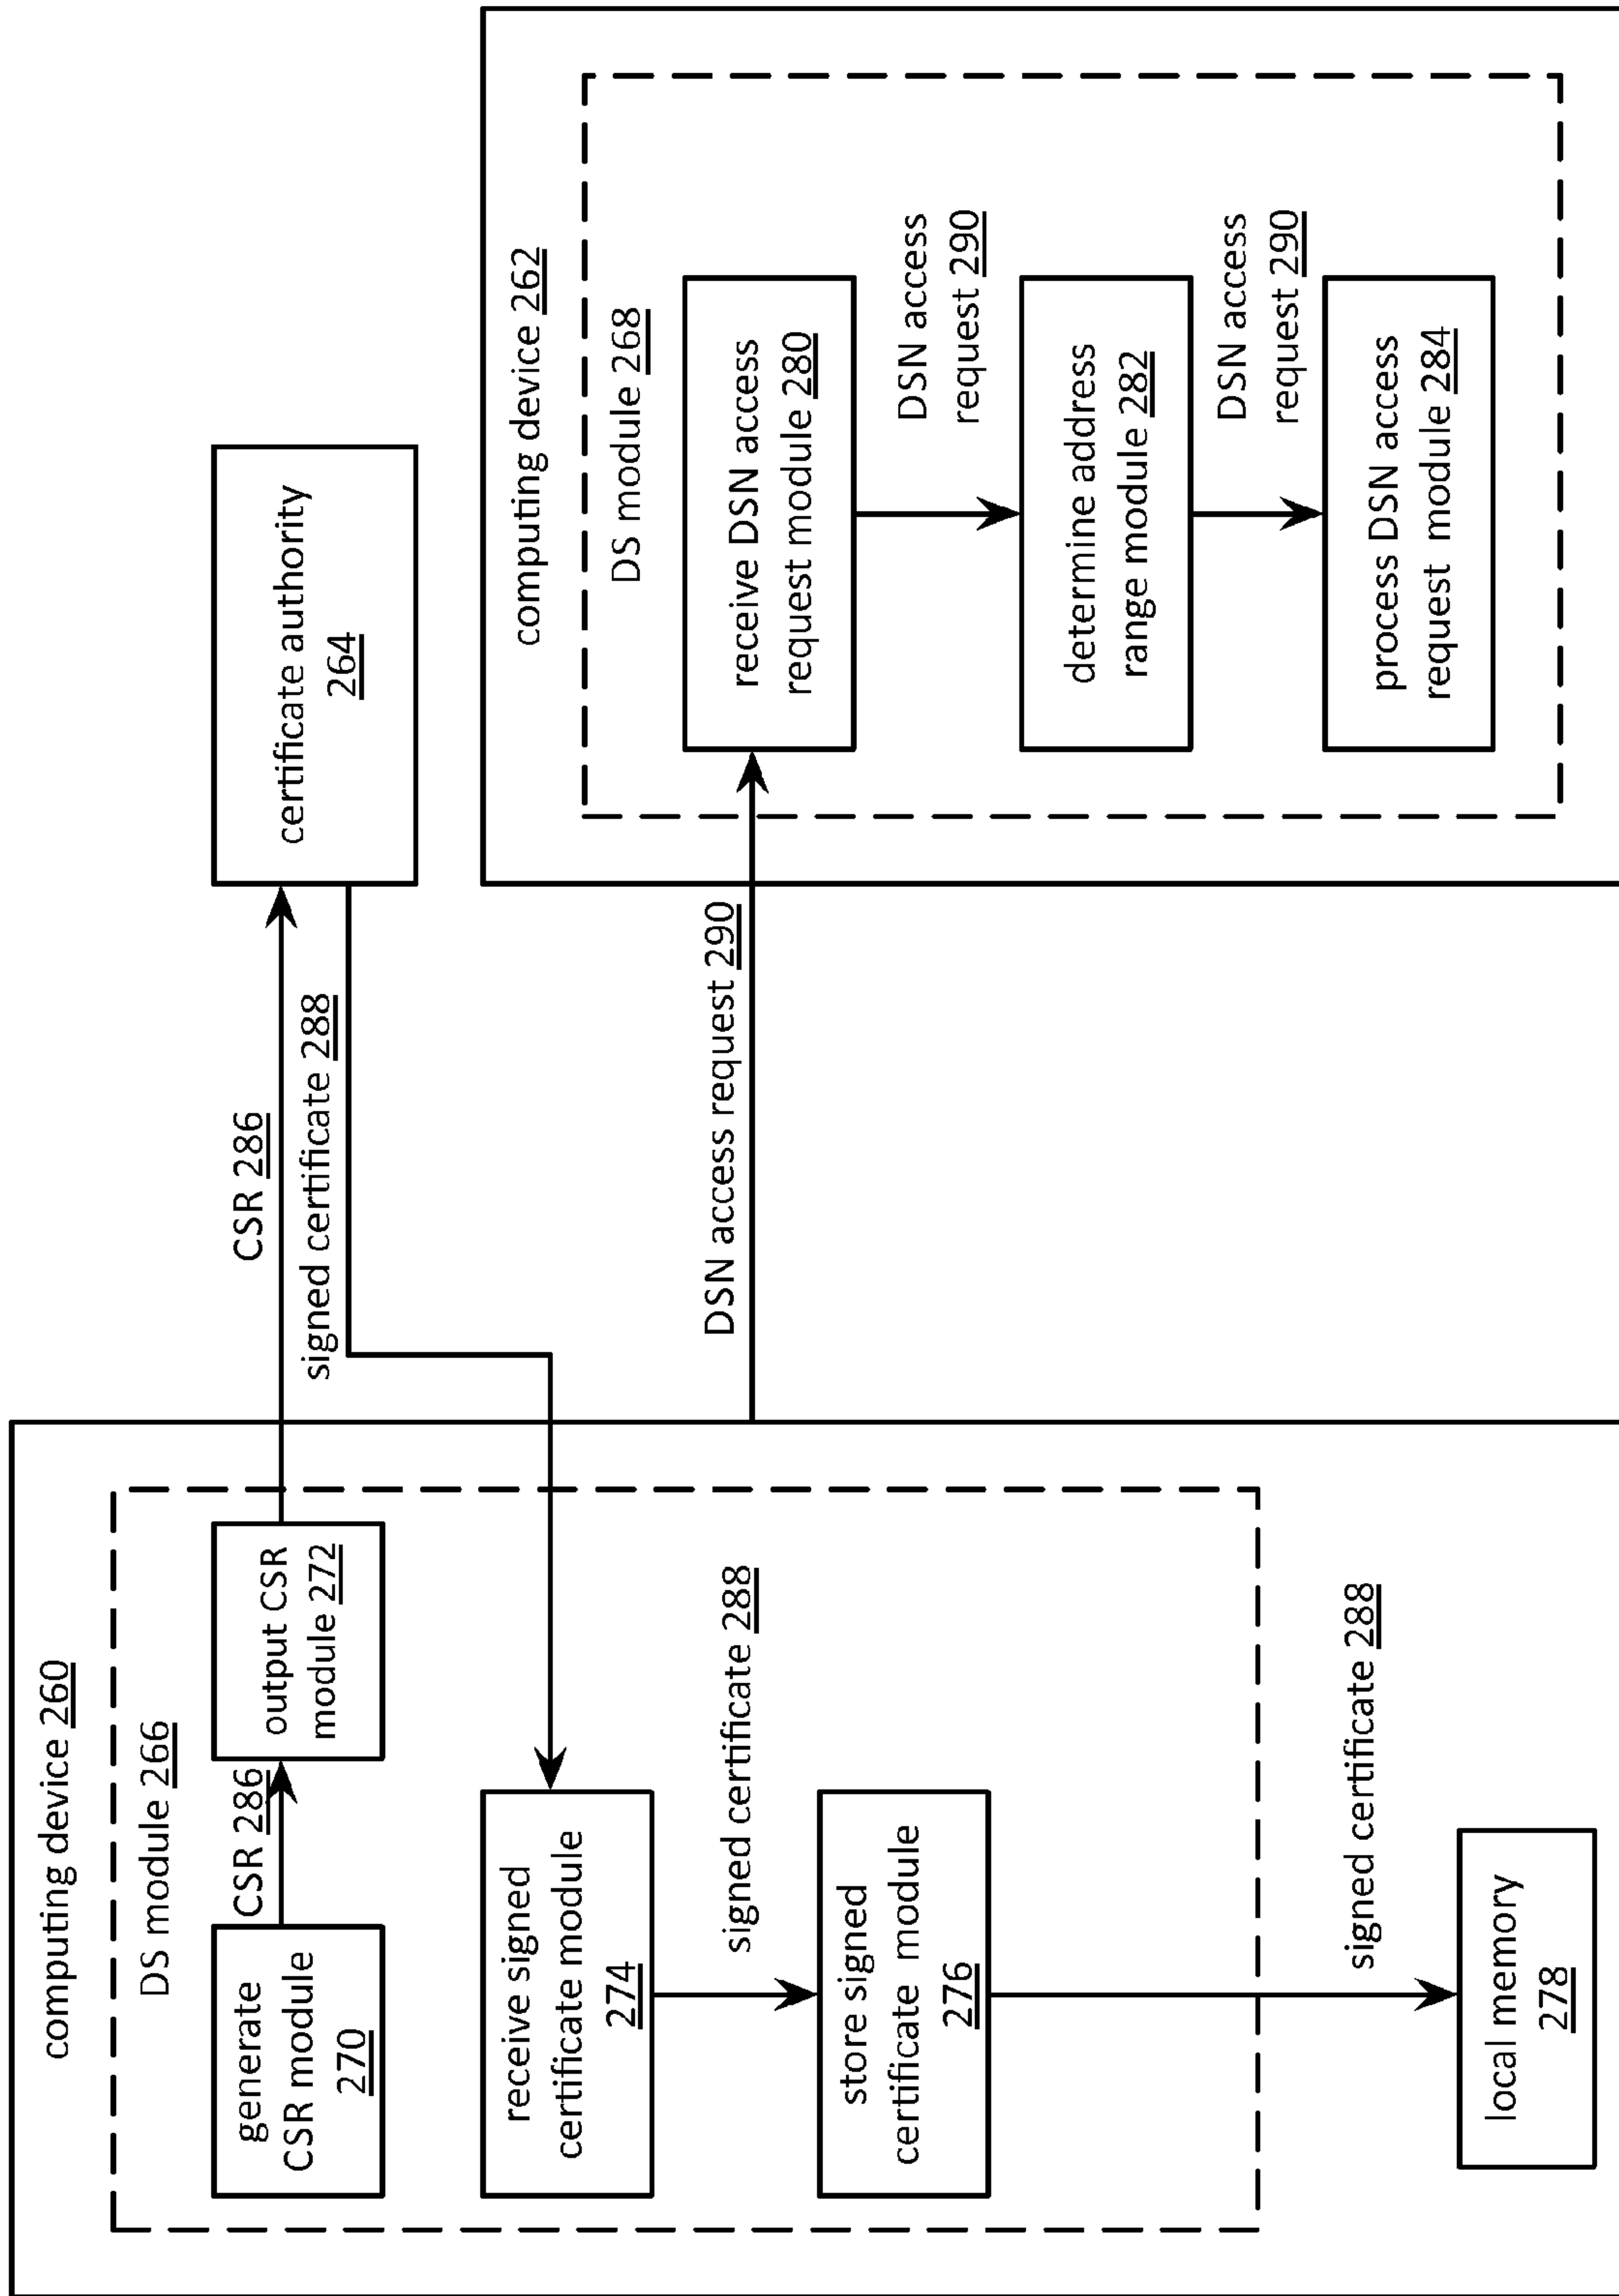 computing device 260
DS module 266
generate
CSR module
270
CSR 286
output CSR
module 272
CSR 286
signed certificate 288
certificate authority
264
receive signed
certificate module
274
signed certificate 288
store signed
certificate module
276
signed certificate 288
local memory
278
DSN access request 290
computing device 262
DS module 268
receive DSN access
request module 280
DSN access
request 290
determine address
range module 282
DSN access
request 290
process DSN access
request module 284